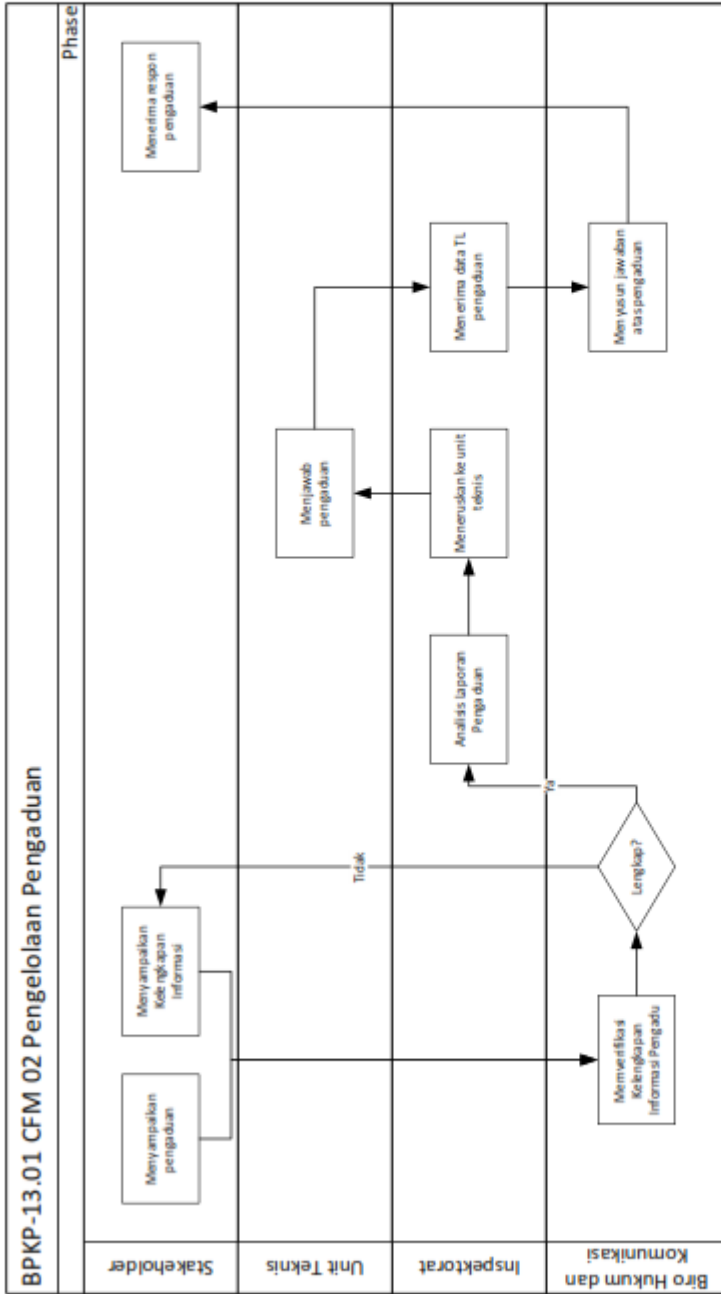 BPKP-13.01 CFM 02 Pengelolaan Pengaduan
Phase
Stakeholder
Menyampaikan
pengaduan
Menyampaikan
Kelengkapan
Informasi
Menerima respon
pengaduan
Tidak
Unit Teknis
Menjawab
pengaduan
Inspektorat
Analisis Laporan
Pengaduan
Meneruskan ke unit
teknis
Menerima data TL
pengaduan
Ya
Biro Hukum dan
Komunikasi
Memverifikasi
Kelengkapan
Informasi Pengadu
Lengkap?
Menyusun jawaban
atas pengaduan